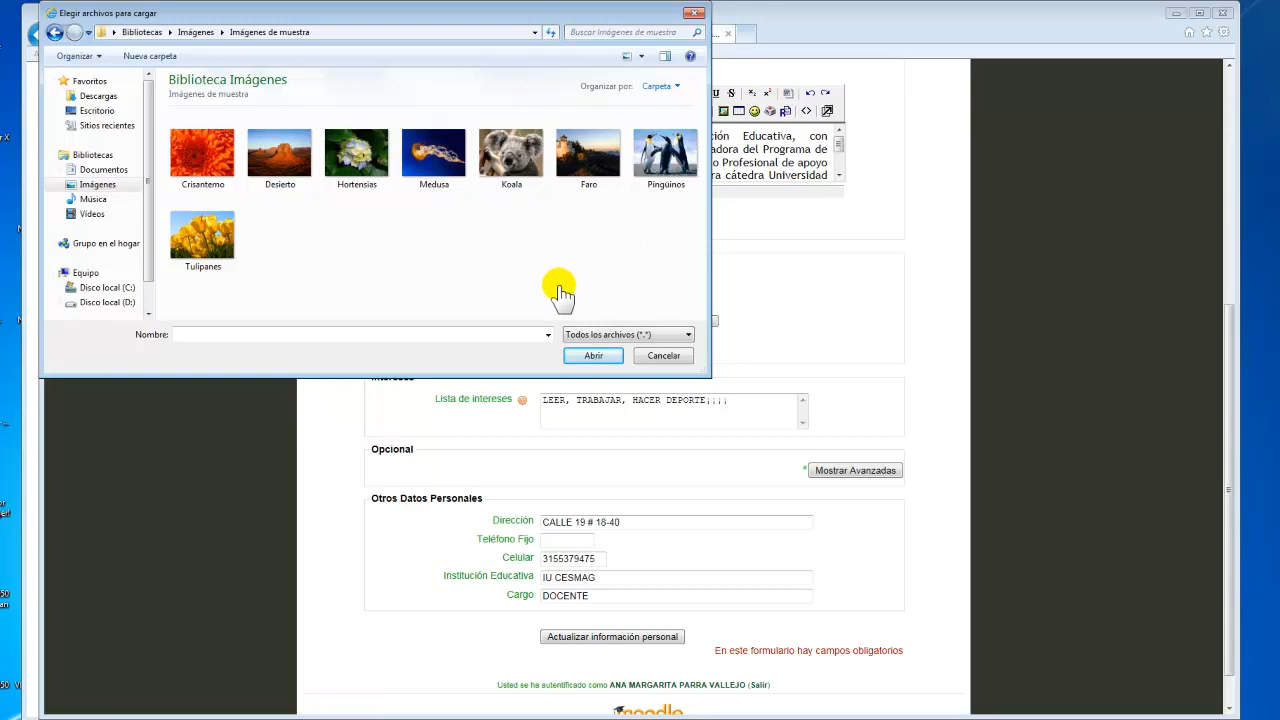 Elegir archivos para cargar
Bibliotecas Imágenes Imágenes de muestra
Buscar Imágenes de muestra
Organizar Nueva carpeta
Favoritos
Descargas
Escritorio
Sitios recientes
Bibliotecas
Documentos
Imágenes
Música
Vídeos
Grupo en el hogar
Equipo
Disco local (C:)
Disco local (D:)
Biblioteca Imágenes
Imágenes de muestra
Organizar por: Carpeta
Crisantemo Desierto Hortensias Medusa Koala Faro Pingüinos
Tulipanes
Nombre:
Todos los archivos (*.*)
Abrir Cancelar
ión Educativa, con
adora del Programa de
o Profesional de apoyo
ra cátedra Universidad
Lista de intereses
LEER, TRABAJAR, HACER DEPORTE¡¡¡¡
Opcional
* Mostrar Avanzadas
Otros Datos Personales
Dirección CALLE 19 # 18-40
Teléfono Fijo
Celular 3155379475
Institución Educativa IU CESMAG
Cargo DOCENTE
Actualizar información personal
En este formulario hay campos obligatorios
Usted se ha autentificado como ANA MARGARITA PARRA VALLEJO (Salir)
moodle